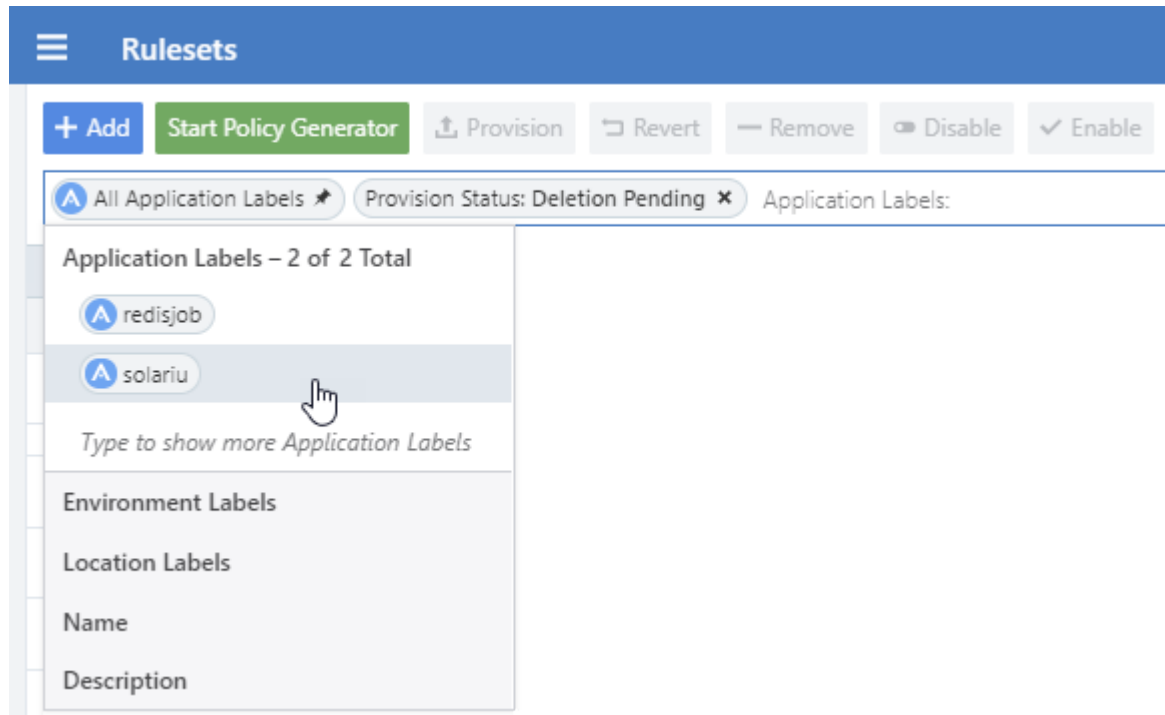 Rulesets
+ Add Start Policy Generator Provision Revert Remove Disable Enable
All Application Labels Provision Status: Deletion Pending × Application Labels:
Application Labels – 2 of 2 Total
redisjob
solariu
Type to show more Application Labels
Environment Labels
Location Labels
Name
Description